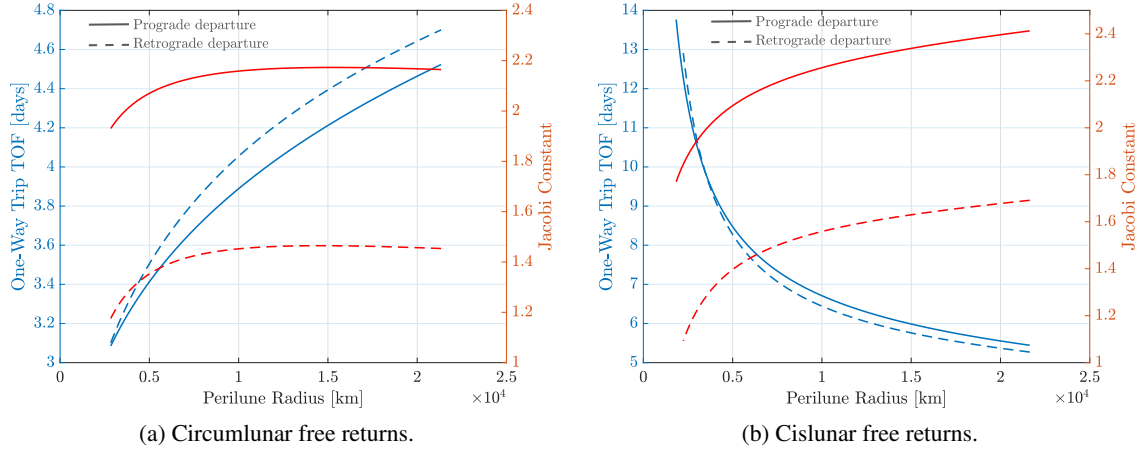 Prograde departure
Retrograde departure
One-Way Trip TOF [days]
4.8
4.6
4.4
4.2
4
3.8
3.6
3.4
3.2
3
2.4
2.2
2
1.8
1.6
1.4
1.2
1
Jacobi Constant
0 0.5 1 1.5 2 2.5
×10^4
Perilune Radius [km]
(a) Circumlunar free returns.
Prograde departure
Retrograde departure
One-Way Trip TOF [days]
14
13
12
11
10
9
8
7
6
5
2.4
2.2
2
1.8
1.6
1.4
1.2
1
Jacobi Constant
0 0.5 1 1.5 2 2.5
×10^4
Perilune Radius [km]
(b) Cislunar free returns.